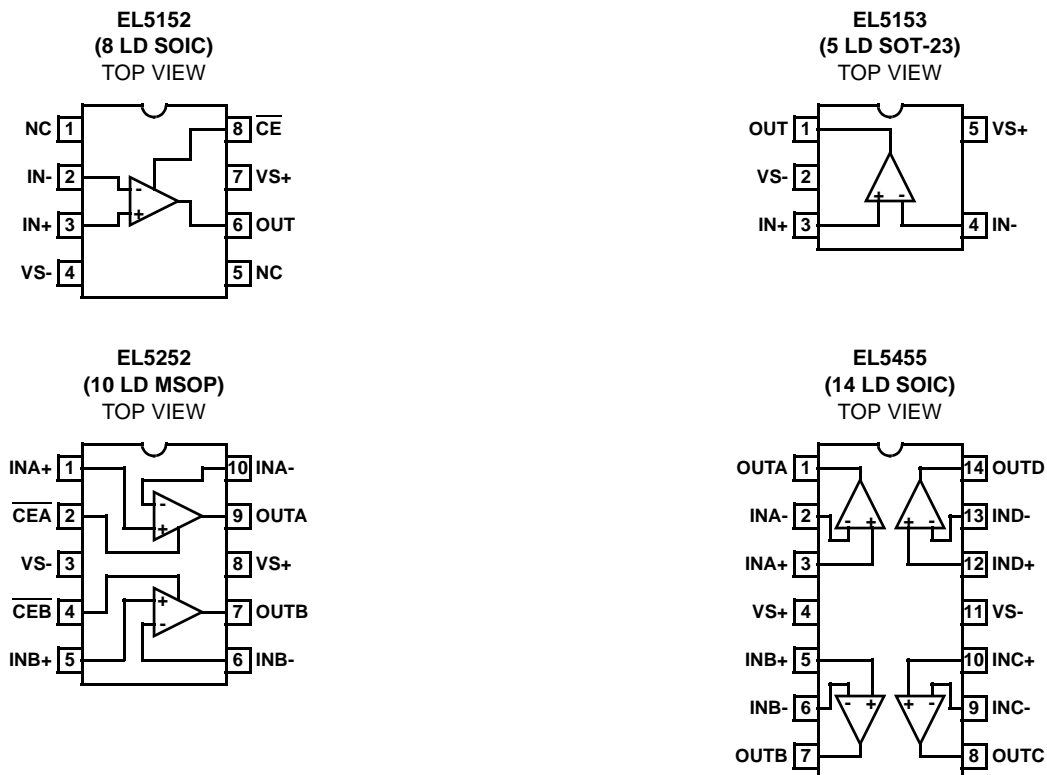 EL5152
(8 LD SOIC)
TOP VIEW
NC 1 8 C̅E̅
IN- 2 - 7 VS+
IN+ 3 + 6 OUT
VS- 4 5 NC
EL5153
(5 LD SOT-23)
TOP VIEW
OUT 1 5 VS+
VS- 2
+ -
IN+ 3 4 IN-
EL5252
(10 LD MSOP)
TOP VIEW
INA+ 1 10 INA-
C̅E̅A̅ 2 - + 9 OUTA
VS- 3 8 VS+
C̅E̅B̅ 4 + - 7 OUTB
INB+ 5 6 INB-
EL5455
(14 LD SOIC)
TOP VIEW
OUTA 1 14 OUTD
INA- 2 - + + - 13 IND-
INA+ 3 12 IND+
VS+ 4 11 VS-
INB+ 5 10 INC+
INB- 6 - + + - 9 INC-
OUTB 7 8 OUTC